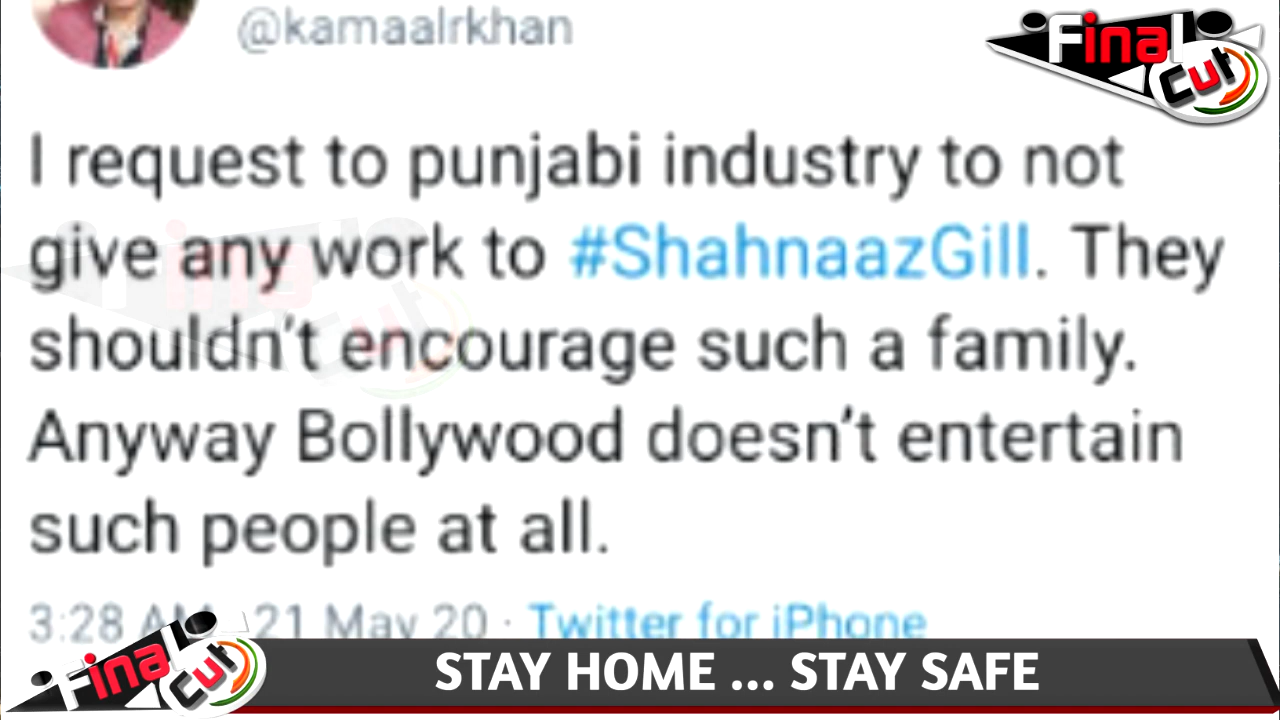 @kamaalrkhan
Final
Cut
I request to punjabi industry to not
give any work to #ShahnaazGill. They
shouldn't encourage such a family.
Anyway Bollywood doesn't entertain
such people at all.
3:28 AM · 21 May 20 · Twitter for iPhone
Final
Cut
STAY HOME ... STAY SAFE